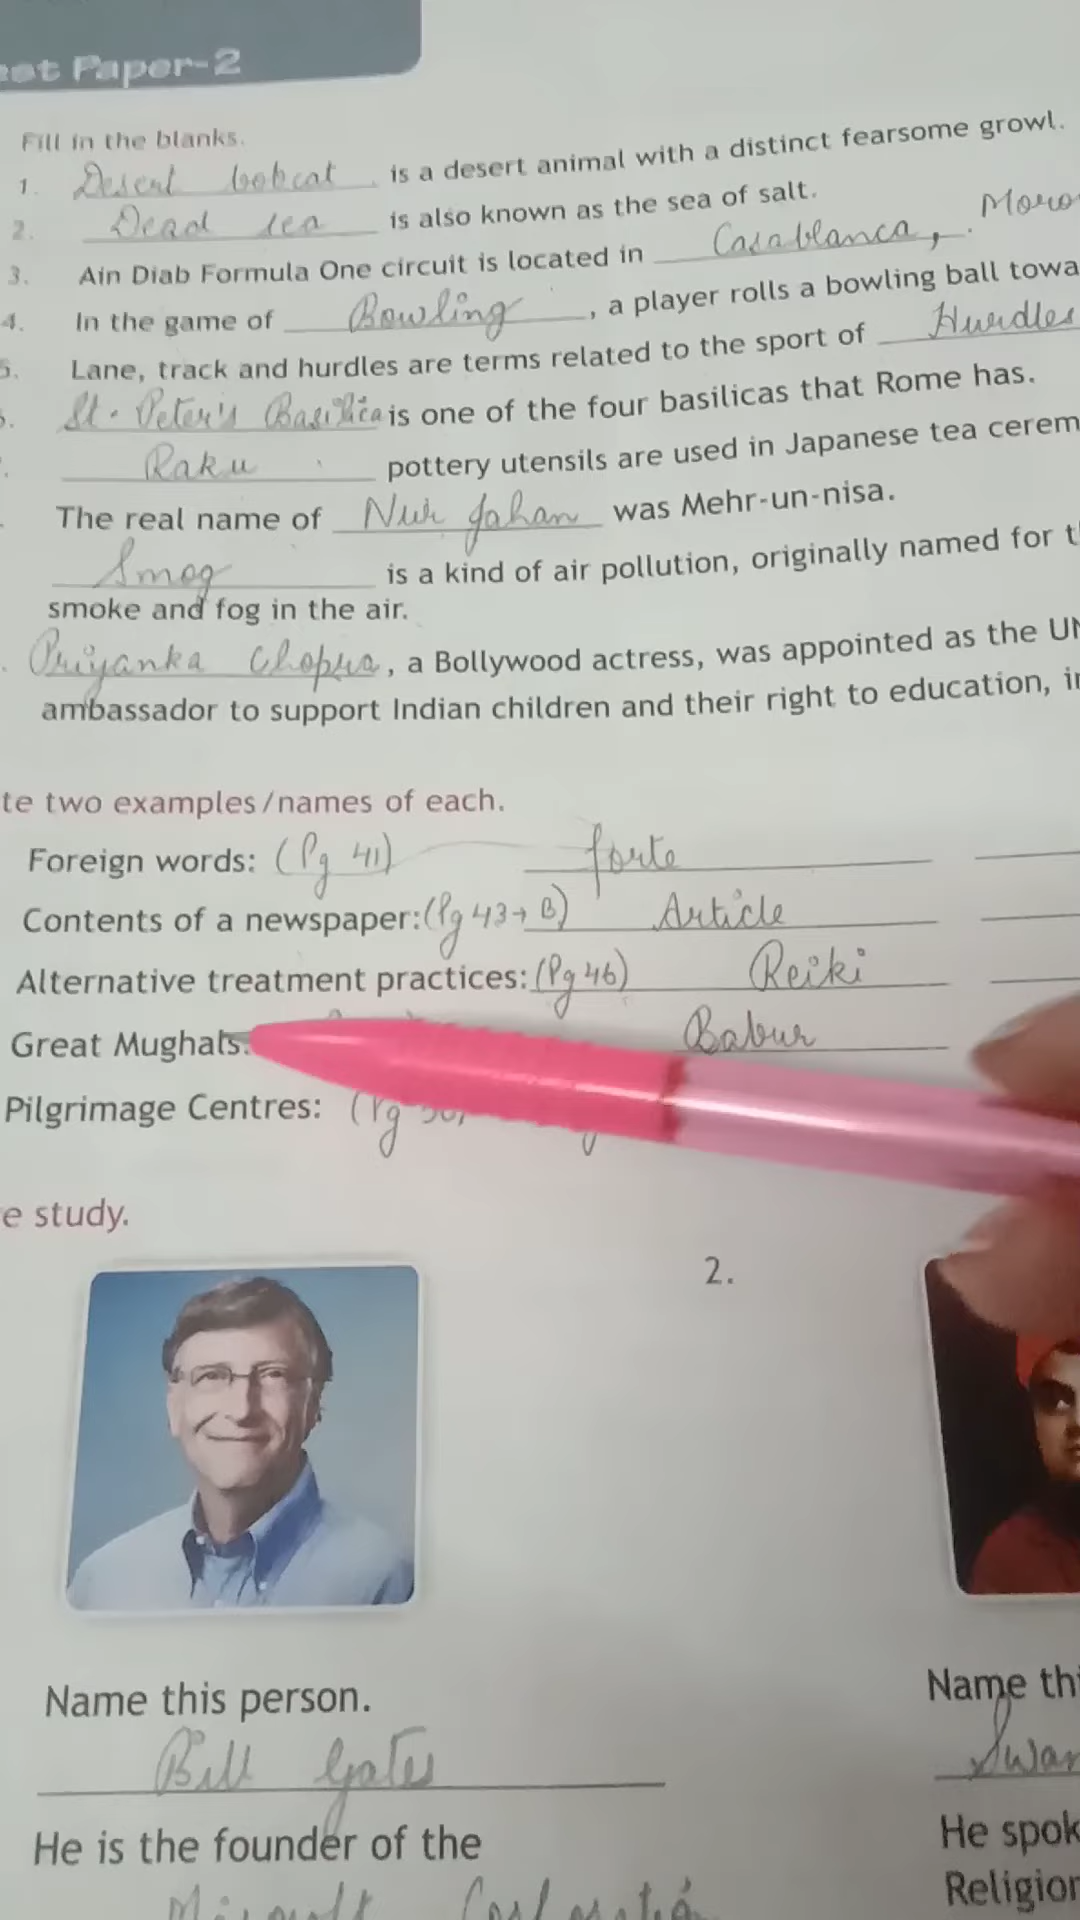 Test Paper-2
Fill in the blanks.
1. Desert bobcat is a desert animal with a distinct fearsome growl.
2. Dead sea is also known as the sea of salt.
3. Ain Diab Formula One circuit is located in Casablanca, Moro
4. In the game of Bowling, a player rolls a bowling ball towa
5. Lane, track and hurdles are terms related to the sport of Hurdles
St. Peter's Basilica is one of the four basilicas that Rome has.
Raku pottery utensils are used in Japanese tea cerem
The real name of Nur Jahan was Mehr-un-nisa.
Smog is a kind of air pollution, originally named for t
smoke and fog in the air.
Priyanka Chopra, a Bollywood actress, was appointed as the UN
ambassador to support Indian children and their right to education, in
te two examples/names of each.
Foreign words: (Pg 41) forte
Contents of a newspaper: (Pg 43→B) Article
Alternative treatment practices: (Pg 46) Reiki
Great Mughals: Babur
Pilgrimage Centres: (Pg 50)
e study.
2.
Name this person.
Name thi
Bill Gates
Swam
He is the founder of the
He spok
Religion